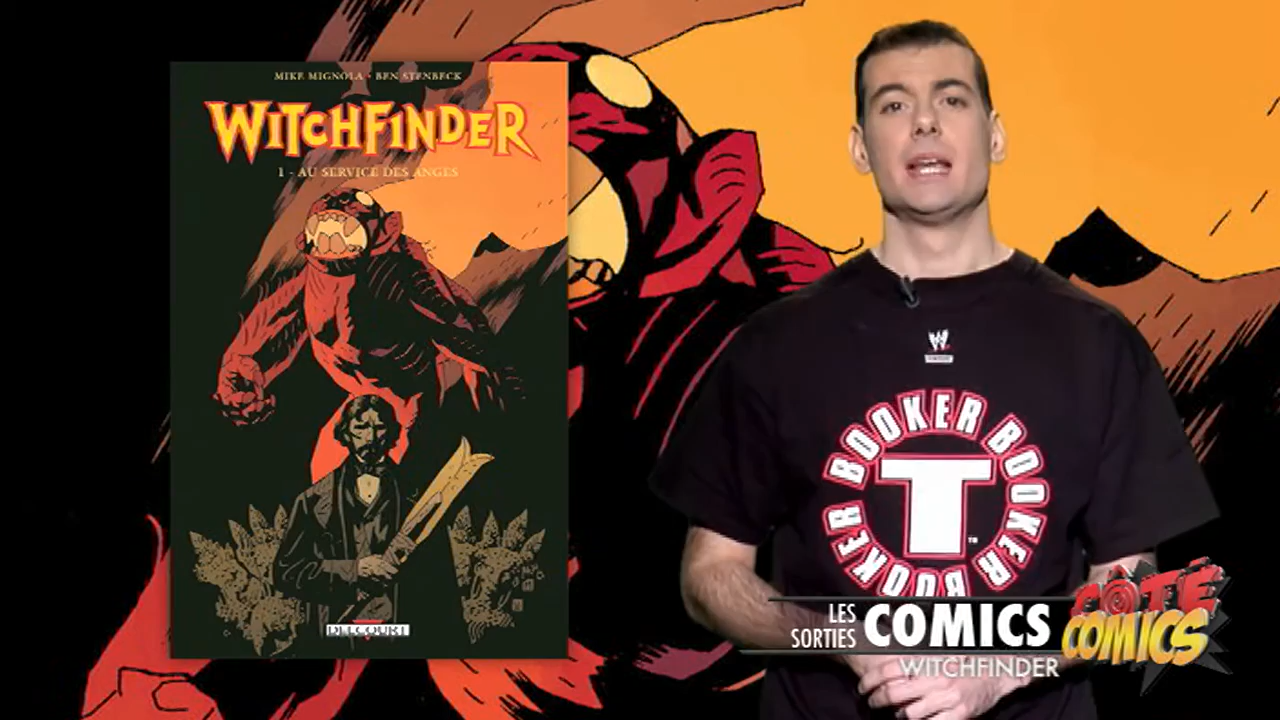 MIKE MIGNOLA • BEN STENBECK
WITCHFINDER
1 - AU SERVICE DES ANGES
DELCOURT
W
BOOKER BOOKER BOOKER BOOKER
T
TM
CÔTÉ
COMICS
LES
SORTIES
COMICS
WITCHFINDER